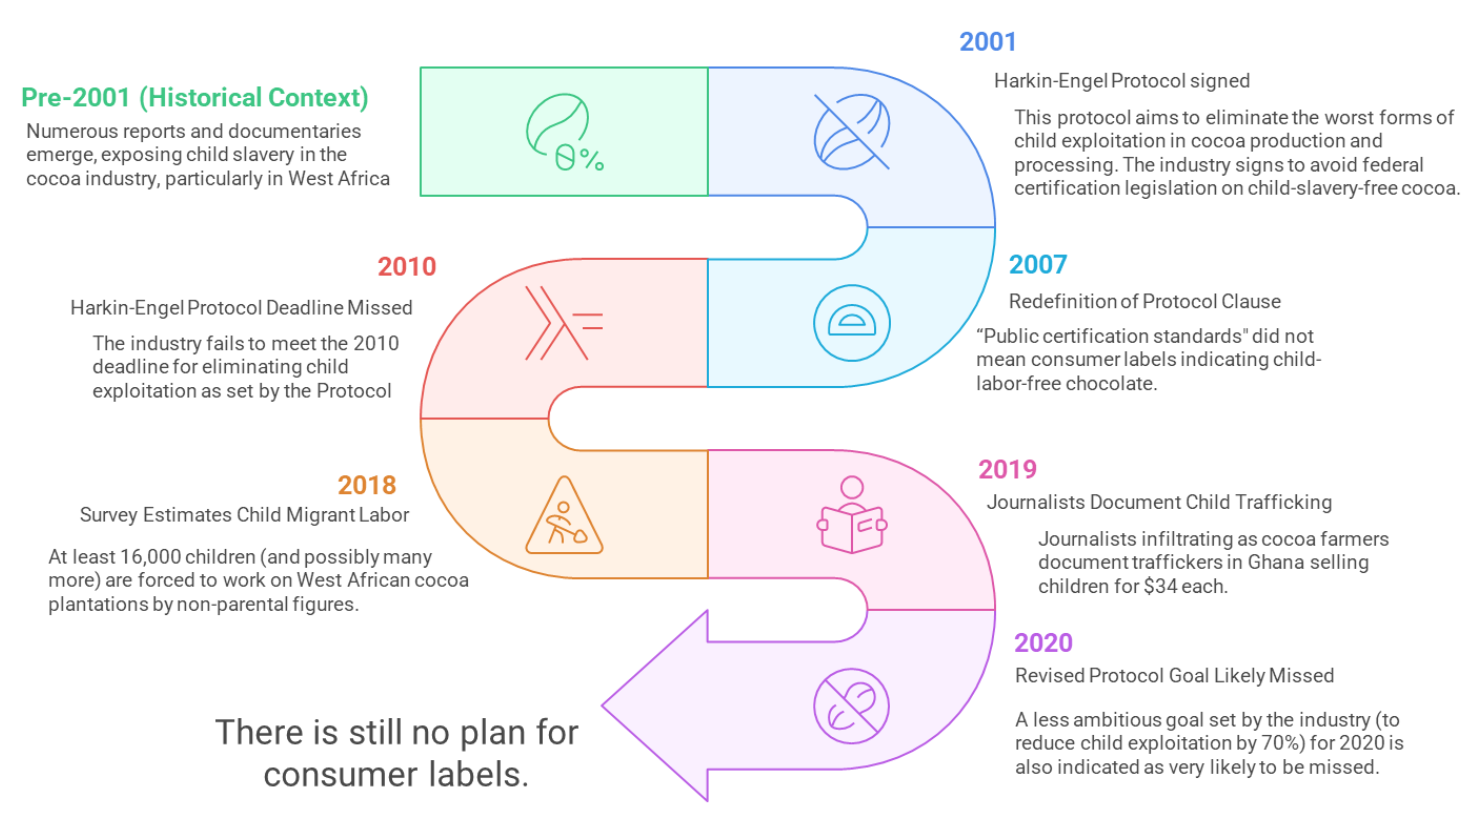 Pre-2001 (Historical Context)
Numerous reports and documentaries
emerge, exposing child slavery in the
cocoa industry, particularly in West Africa
0%
2001
Harkin-Engel Protocol signed
This protocol aims to eliminate the worst forms of
child exploitation in cocoa production and
processing. The industry signs to avoid federal
certification legislation on child-slavery-free cocoa.
2007
Redefinition of Protocol Clause
“Public certification standards" did not
mean consumer labels indicating child-
labor-free chocolate.
2010
Harkin-Engel Protocol Deadline Missed
The industry fails to meet the 2010
deadline for eliminating child
exploitation as set by the Protocol
2018
Survey Estimates Child Migrant Labor
At least 16,000 children (and possibly many
more) are forced to work on West African cocoa
plantations by non-parental figures.
2019
Journalists Document Child Trafficking
Journalists infiltrating as cocoa farmers
document traffickers in Ghana selling
children for $34 each.
2020
Revised Protocol Goal Likely Missed
A less ambitious goal set by the industry (to
reduce child exploitation by 70%) for 2020 is
also indicated as very likely to be missed.
There is still no plan for
consumer labels.